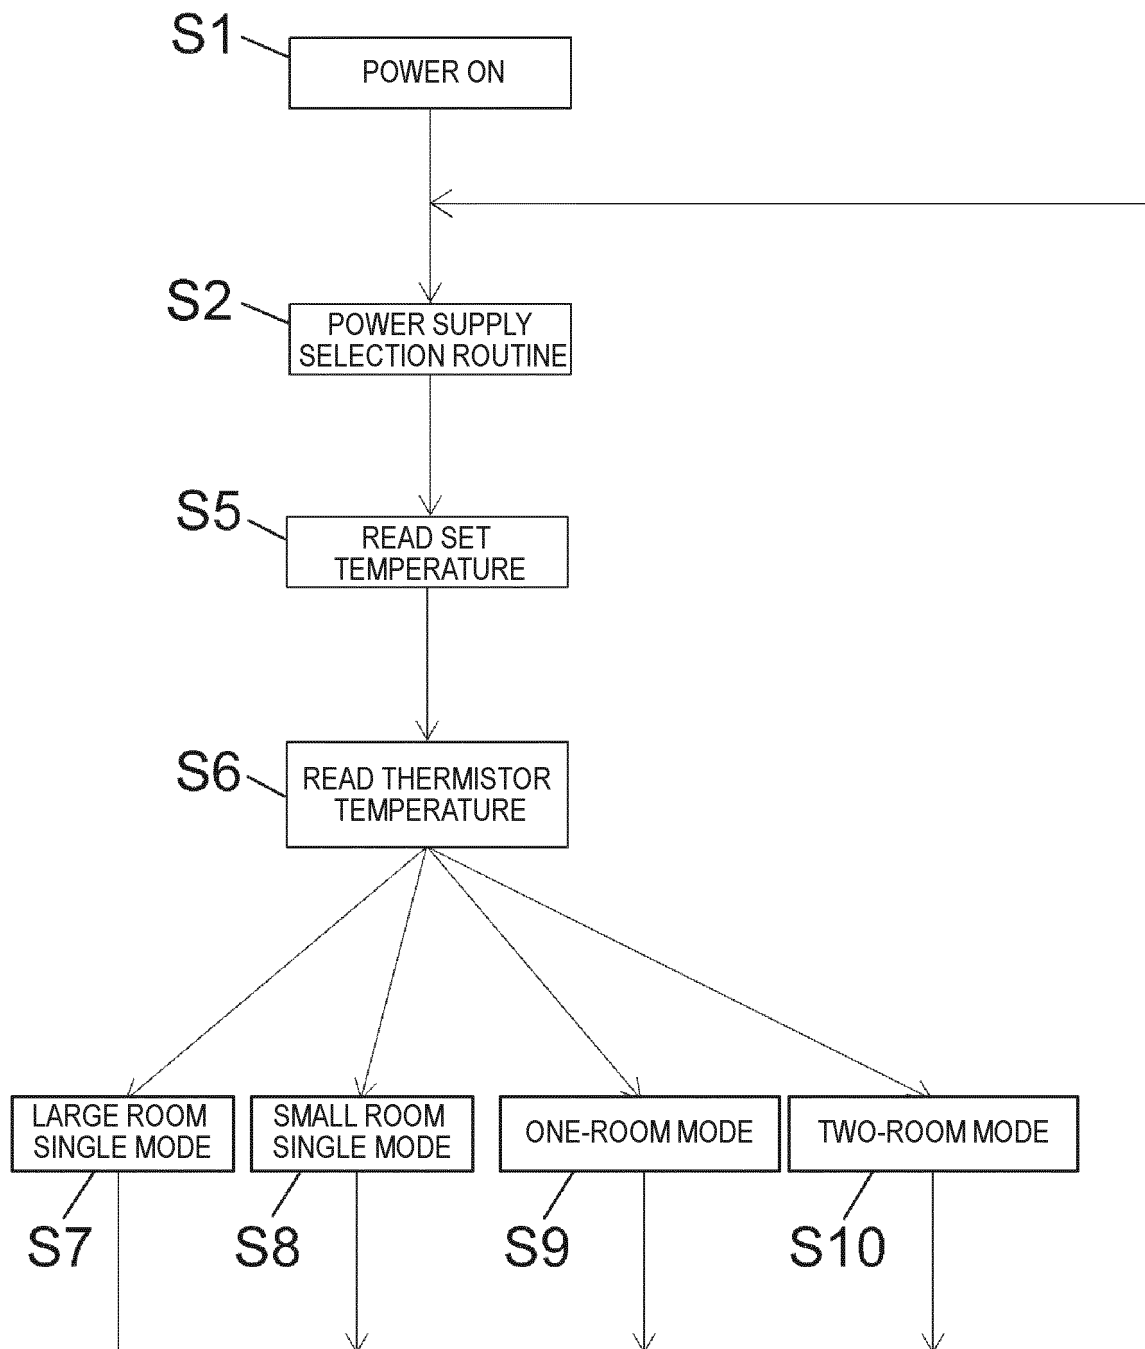 S1
POWER ON
S2
POWER SUPPLY
SELECTION ROUTINE
S5
READ SET
TEMPERATURE
S6
READ THERMISTOR
TEMPERATURE
LARGE ROOM
SINGLE MODE
SMALL ROOM
SINGLE MODE
ONE-ROOM MODE
TWO-ROOM MODE
S7
S8
S9
S10